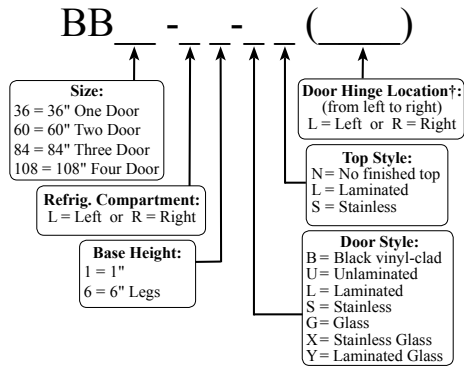 BB__ - _ _ - _ _ (___)
Size:
36 = 36" One Door
60 = 60" Two Door
84 = 84" Three Door
108 = 108" Four Door
Refrig. Compartment:
L = Left or R = Right
Base Height:
1 = 1"
6 = 6" Legs
Door Hinge Location†:
(from left to right)
L = Left or R = Right
Top Style:
N = No finished top
L = Laminated
S = Stainless
Door Style:
B = Black vinyl-clad
U = Unlaminated
L = Laminated
S = Stainless
G = Glass
X = Stainless Glass
Y = Laminated Glass